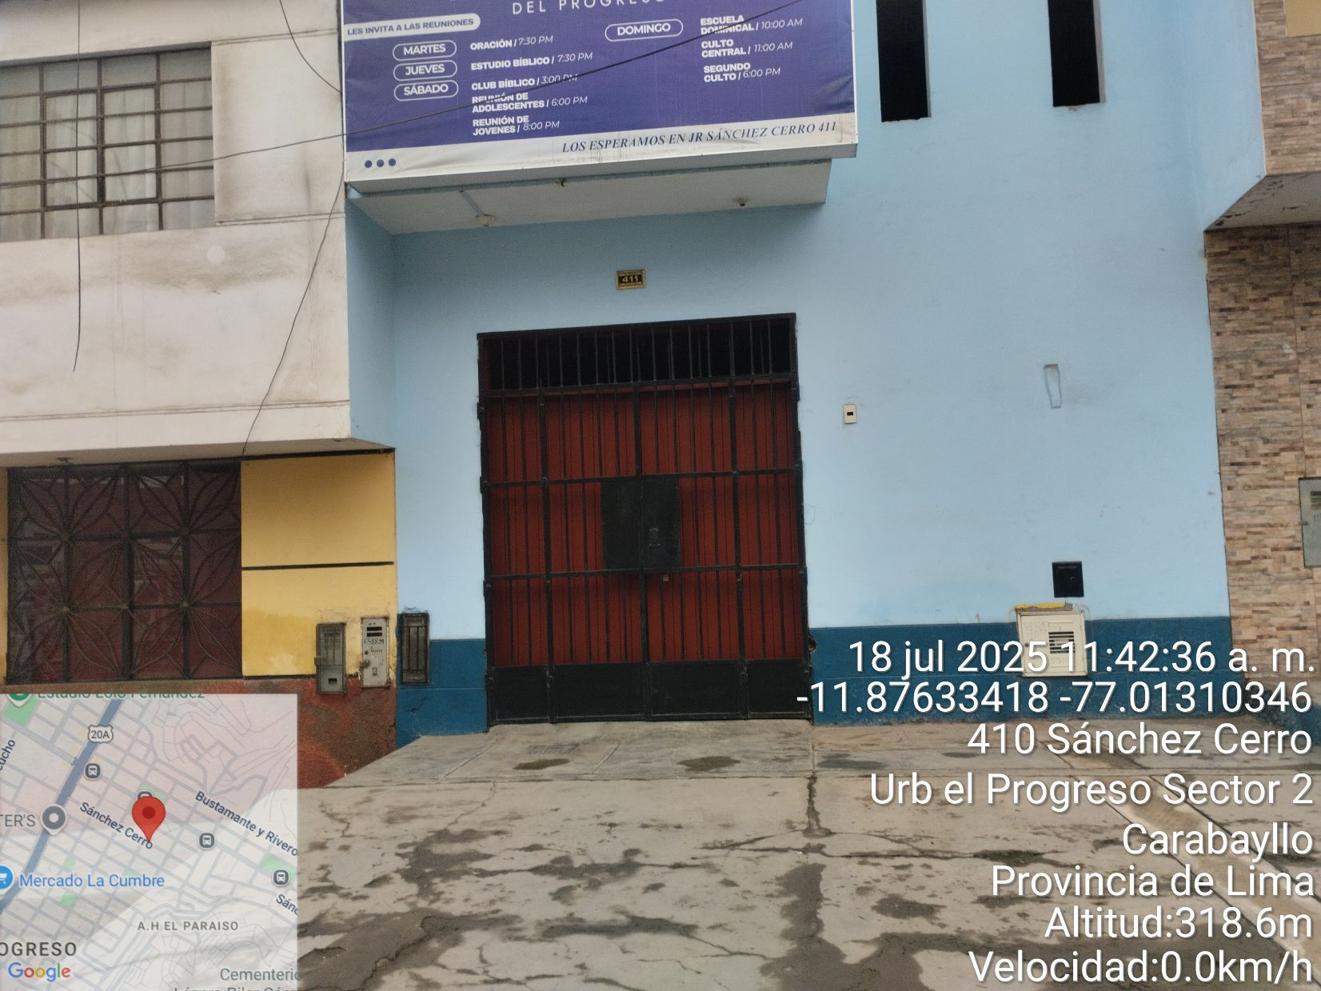 DEL PROGRESO
LES INVITA A LAS REUNIONES
MARTES
JUEVES
SÁBADO
ORACIÓN / 7:30 PM
ESTUDIO BÍBLICO / 7:30 PM
CLUB BÍBLICO / 3:00 PM
REUNIÓN DE
ADOLESCENTES / 6:00 PM
REUNIÓN DE
JOVENES / 8:00 PM
DOMINGO
ESCUELA
DOMINICAL / 10:00 AM
CULTO
CENTRAL / 11:00 AM
SEGUNDO
CULTO / 6:00 PM
LOS ESPERAMOS EN JR SÁNCHEZ CERRO 411
411
18 jul 2025 11:42:36 a. m.
-11.87633418 -77.01310346
410 Sánchez Cerro
Urb el Progreso Sector 2
Carabayllo
Provincia de Lima
Altitud:318.6m
Velocidad:0.0km/h
20A
Sánchez Cerro
Bustamante y Rivero
TER'S
Mercado La Cumbre
A.H EL PARAISO
OGRESO
Google
Cementerio